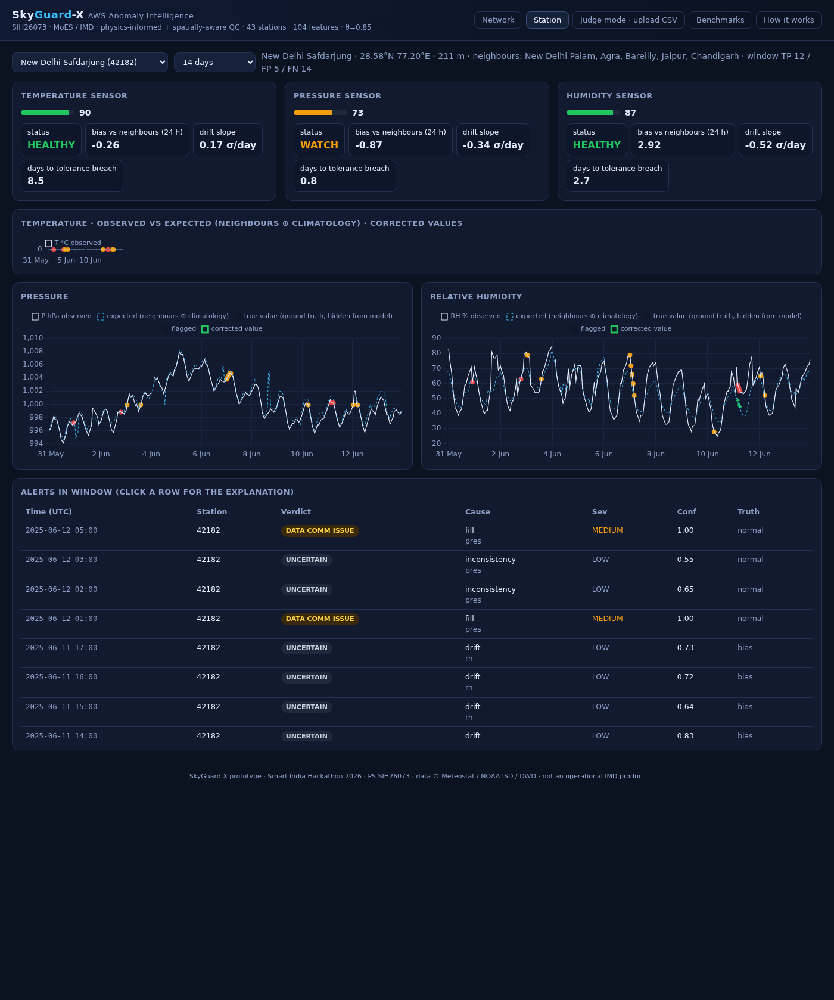 SkyGuard-X AWS Anomaly Intelligence
SIH26073 · MoES / IMD · physics-informed + spatially-aware QC · 43 stations · 104 features · θ=0.85
Network Station Judge mode · upload CSV Benchmarks How it works
New Delhi Safdarjung (42182) 14 days
New Delhi Safdarjung · 28.58°N 77.20°E · 211 m · neighbours: New Delhi Palam, Agra, Bareilly, Jaipur, Chandigarh · window TP 12 /
FP 5 / FN 14
TEMPERATURE SENSOR
90
status bias vs neighbours (24 h) drift slope
HEALTHY -0.26 0.17 σ/day
days to tolerance breach
8.5
PRESSURE SENSOR
73
status bias vs neighbours (24 h) drift slope
WATCH -0.87 -0.34 σ/day
days to tolerance breach
0.8
HUMIDITY SENSOR
87
status bias vs neighbours (24 h) drift slope
HEALTHY 2.92 -0.52 σ/day
days to tolerance breach
2.7
TEMPERATURE · OBSERVED VS EXPECTED (NEIGHBOURS ⊕ CLIMATOLOGY) · CORRECTED VALUES
T °C observed
0
31 May 5 Jun 10 Jun
PRESSURE
P hPa observed expected (neighbours ⊕ climatology) true value (ground truth, hidden from model)
flagged corrected value
1,010
1,008
1,006
1,004
1,002
1,000
998
996
994
31 May 2 Jun 4 Jun 6 Jun 8 Jun 10 Jun 12 Jun
RELATIVE HUMIDITY
RH % observed expected (neighbours ⊕ climatology) true value (ground truth, hidden from model)
flagged corrected value
90
80
70
60
50
40
30
20
31 May 2 Jun 4 Jun 6 Jun 8 Jun 10 Jun 12 Jun
ALERTS IN WINDOW (CLICK A ROW FOR THE EXPLANATION)
Time (UTC) Station Verdict Cause Sev Conf Truth
2025-06-12 05:00 42182 DATA COMM ISSUE fill MEDIUM 1.00 normal
pres
2025-06-12 03:00 42182 UNCERTAIN inconsistency LOW 0.55 normal
pres
2025-06-12 02:00 42182 UNCERTAIN inconsistency LOW 0.65 normal
pres
2025-06-12 01:00 42182 DATA COMM ISSUE fill MEDIUM 1.00 normal
pres
2025-06-11 17:00 42182 UNCERTAIN drift LOW 0.73 bias
rh
2025-06-11 16:00 42182 UNCERTAIN drift LOW 0.72 bias
rh
2025-06-11 15:00 42182 UNCERTAIN drift LOW 0.64 bias
rh
2025-06-11 14:00 42182 UNCERTAIN drift LOW 0.83 bias
SkyGuard-X prototype · Smart India Hackathon 2026 · PS SIH26073 · data © Meteostat / NOAA ISD / DWD · not an operational IMD product